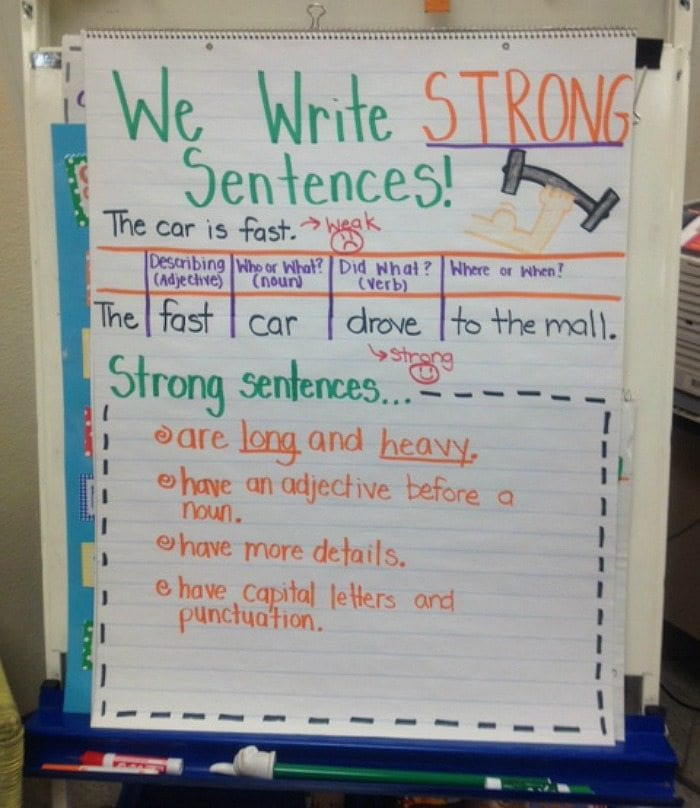 We Write STRONG
Sentences!
The car is fast. → Weak
Describing (Adjective) Who or What? (noun) Did What? (verb) Where or When?
The fast car drove to the mall.
↳ strong
Strong sentences...
are long and heavy.
have an adjective before a
noun.
have more details.
have capital letters and
punctuation.